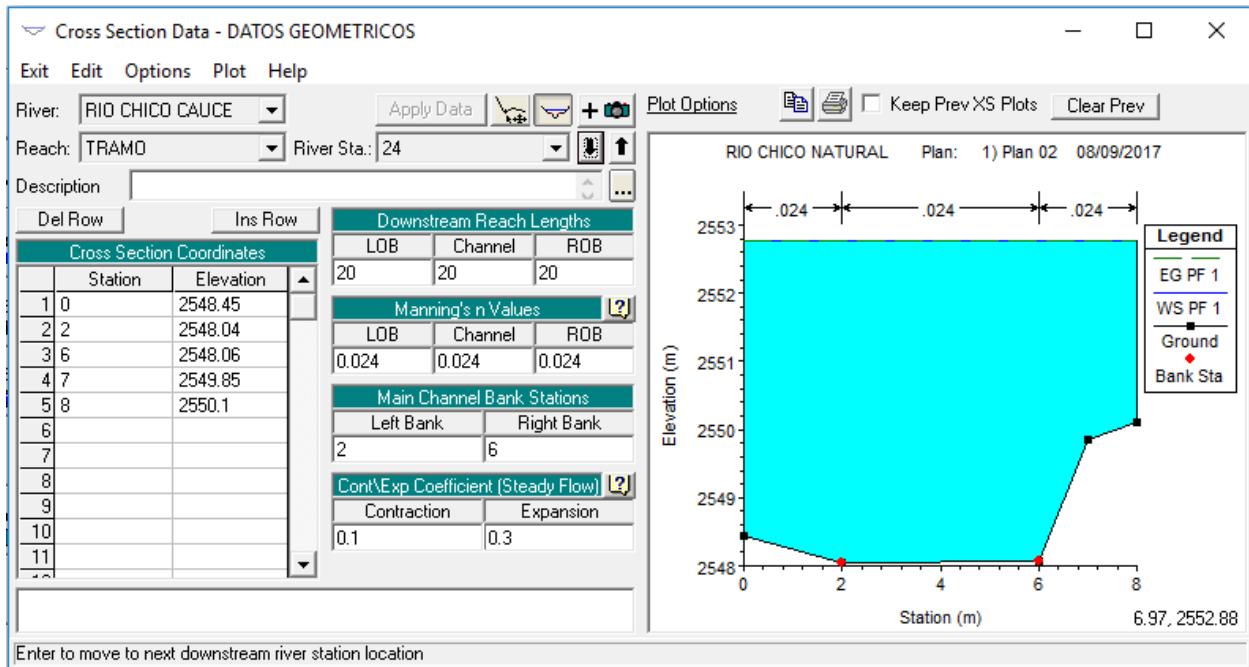 Cross Section Data - DATOS GEOMETRICOS
Exit Edit Options Plot Help
River: RIO CHICO CAUCE Apply Data + Plot Options Keep Prev XS Plots Clear Prev
Reach: TRAMO River Sta.: 24
Description ...
Del Row Ins Row
Cross Section Coordinates
Station Elevation
1 0 2548.45
2 2 2548.04
3 6 2548.06
4 7 2549.85
5 8 2550.1
6
7
8
9
10
11
Downstream Reach Lengths
LOB Channel ROB
20 20 20
Manning's n Values
LOB Channel ROB
0.024 0.024 0.024
Main Channel Bank Stations
Left Bank Right Bank
2 6
Cont\Exp Coefficient (Steady Flow)
Contraction Expansion
0.1 0.3
RIO CHICO NATURAL Plan: 1) Plan 02 08/09/2017
.024 .024 .024
2553
2552
2551
2550
2549
2548
Elevation (m)
0 2 4 6 8
Station (m)
Legend
EG PF 1
WS PF 1
Ground
Bank Sta
6.97, 2552.88
Enter to move to next downstream river station location